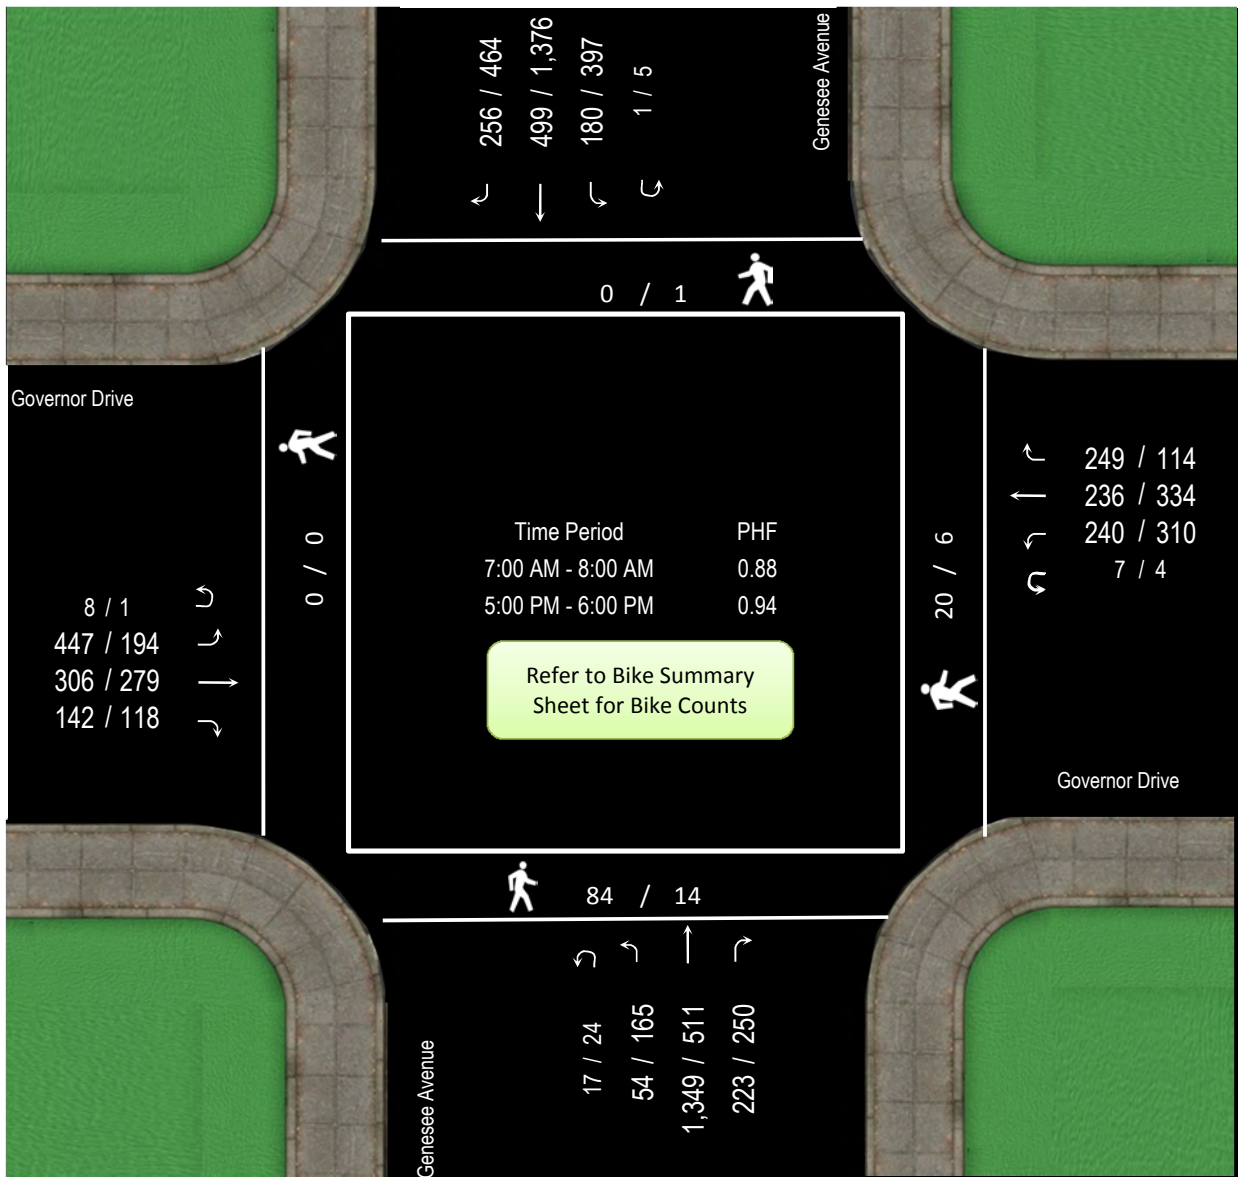 256 / 464
499 / 1,376
180 / 397
1 / 5
Genesee Avenue
0 / 1
Governor Drive
249 / 114
236 / 334
240 / 310
7 / 4
0 / 0
Time Period PHF
7:00 AM - 8:00 AM 0.88
5:00 PM - 6:00 PM 0.94
20 / 6
8 / 1
447 / 194
306 / 279
142 / 118
Refer to Bike Summary
Sheet for Bike Counts
Governor Drive
84 / 14
17 / 24
54 / 165
1,349 / 511
223 / 250
Genesee Avenue